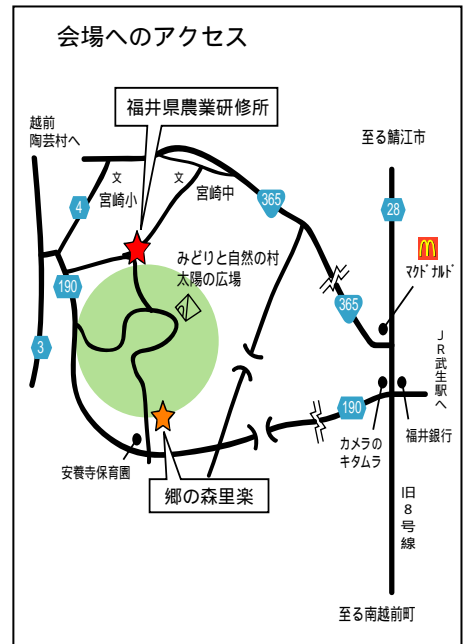 会場へのアクセス
福井県農業研修所
越前
陶芸村へ
至る鯖江市
文
宮崎小
文
宮崎中
4
365
28
みどりと自然の村
太陽の広場
マクドナルド
190
365
3
JR武生駅へ
190
カメラの
キタムラ
福井銀行
安養寺保育園
郷の森里楽
旧8号線
至る南越前町